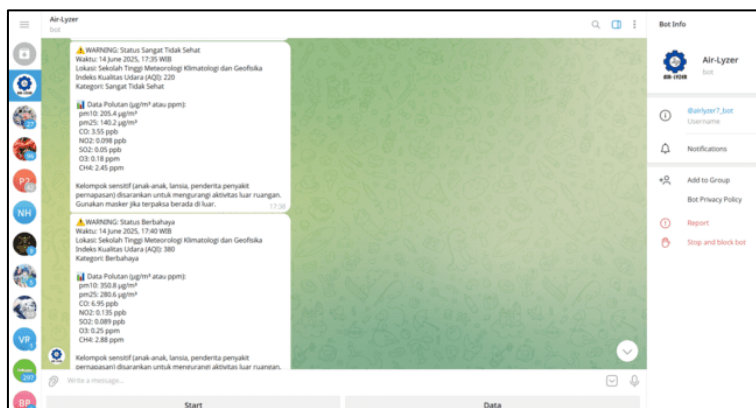 Air-Lyzer
bot
Bot Info
⚠WARNING: Status Sangat Tidak Sehat
Waktu: 14 June 2025, 17:35 WIB
Lokasi: Sekolah Tinggi Meteorologi Klimatologi dan Geofisika
Indeks Kualitas Udara (AQI): 220
Kategori: Sangat Tidak Sehat
📊 Data Polutan (µg/m³ atau ppm):
pm10: 205.4 µg/m³
pm25: 140.2 µg/m³
CO: 3.55 ppb
NO2: 0.098 ppb
SO2: 0.05 ppb
O3: 0.18 ppm
CH4: 2.45 ppm
Kelompok sensitif (anak-anak, lansia, penderita penyakit
pernapasan) disarankan untuk mengurangi aktivitas luar ruangan.
Gunakan masker jika terpaksa berada di luar.
17:36
⚠WARNING: Status Berbahaya
Waktu: 14 June 2025, 17:40 WIB
Lokasi: Sekolah Tinggi Meteorologi Klimatologi dan Geofisika
Indeks Kualitas Udara (AQI): 380
Kategori: Berbahaya
📊 Data Polutan (µg/m³ atau ppm):
pm10: 350.8 µg/m³
pm25: 280.6 µg/m³
CO: 6.95 ppb
NO2: 0.135 ppb
SO2: 0.089 ppb
O3: 0.25 ppm
CH4: 2.88 ppm
Kelompok sensitif (anak-anak, lansia, penderita penyakit
pernapasan) disarankan untuk mengurangi aktivitas luar ruangan.
Write a message...
Start
Data
AIR-LYZER
Air-Lyzer
bot
@airlyzer7_bot
Username
Notifications
Add to Group
Bot Privacy Policy
Report
Stop and block bot
P2
NH
VR
1
297
BP